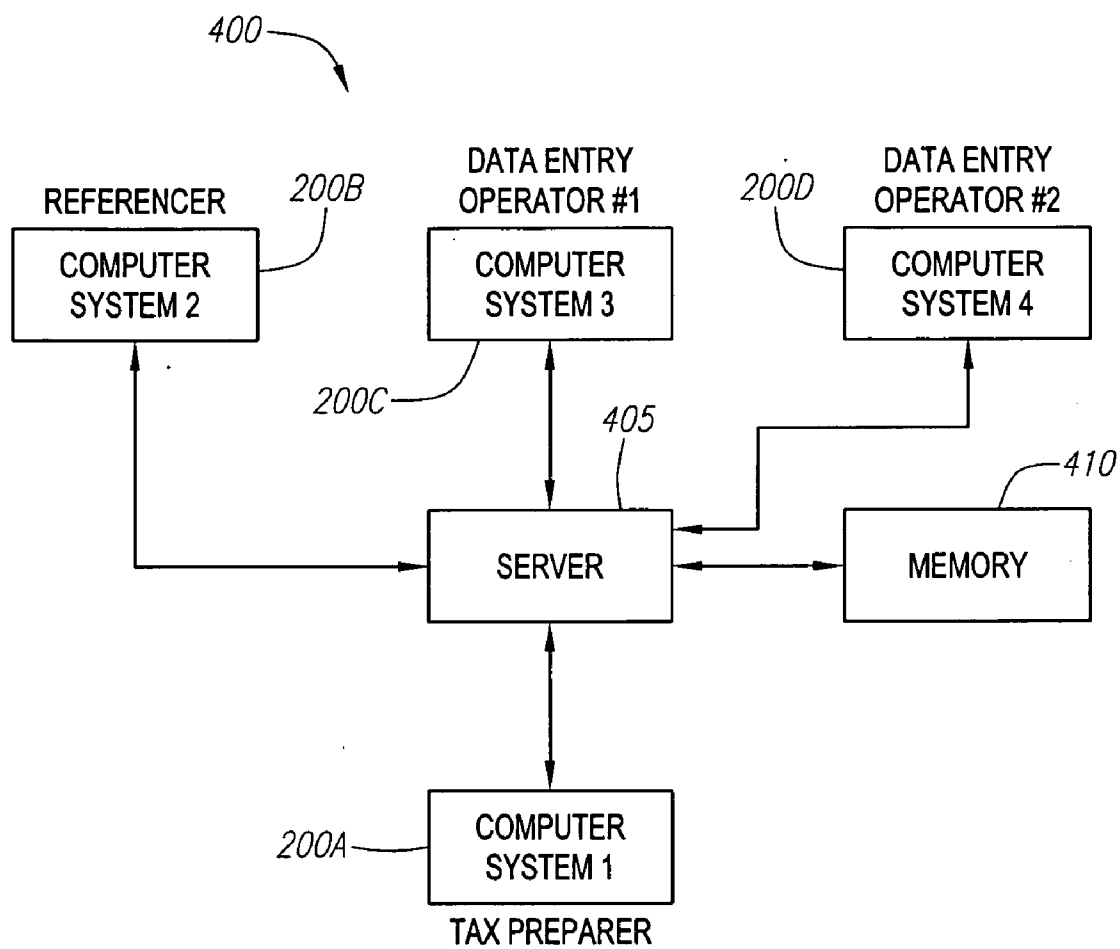 400
REFERENCER
200B
COMPUTER
SYSTEM 2
DATA ENTRY
OPERATOR #1
COMPUTER
SYSTEM 3
200C
DATA ENTRY
OPERATOR #2
200D
COMPUTER
SYSTEM 4
405
SERVER
410
MEMORY
200A
COMPUTER
SYSTEM 1
TAX PREPARER